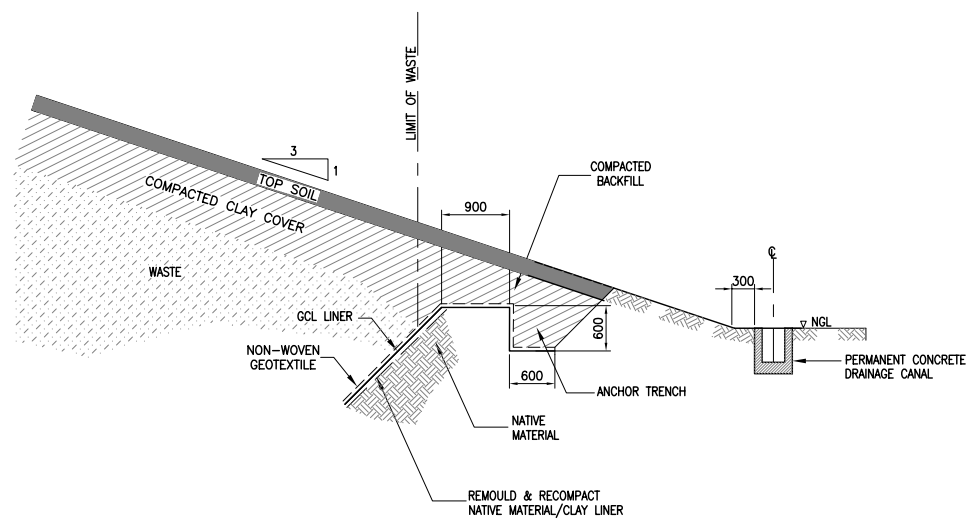 LIMIT OF WASTE
3
1
TOP SOIL
COMPACTED CLAY COVER
WASTE
COMPACTED
BACKFILL
900
300
NGL
GCL LINER
NON-WOVEN
GEOTEXTILE
600
600
PERMANENT CONCRETE
DRAINAGE CANAL
ANCHOR TRENCH
NATIVE
MATERIAL
REMOULD & RECOMPACT
NATIVE MATERIAL/CLAY LINER